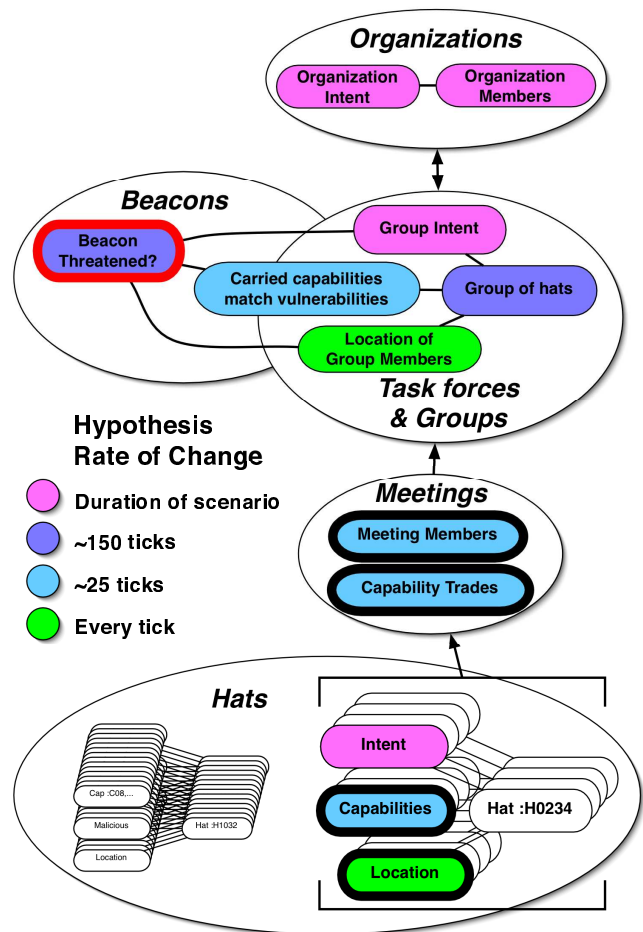 Organizations
Organization
Intent
Organization
Members
Beacons
Beacon
Threatened?
Group Intent
Carried capabilities
match vulnerabilities
Group of hats
Location of
Group Members
Task forces
& Groups
Hypothesis
Rate of Change
Duration of scenario
~150 ticks
~25 ticks
Every tick
Meetings
Meeting Members
Capability Trades
Hats
Cap :C08,...
Malicious
Location
Hat :H1032
Intent
Capabilities
Location
Hat :H0234